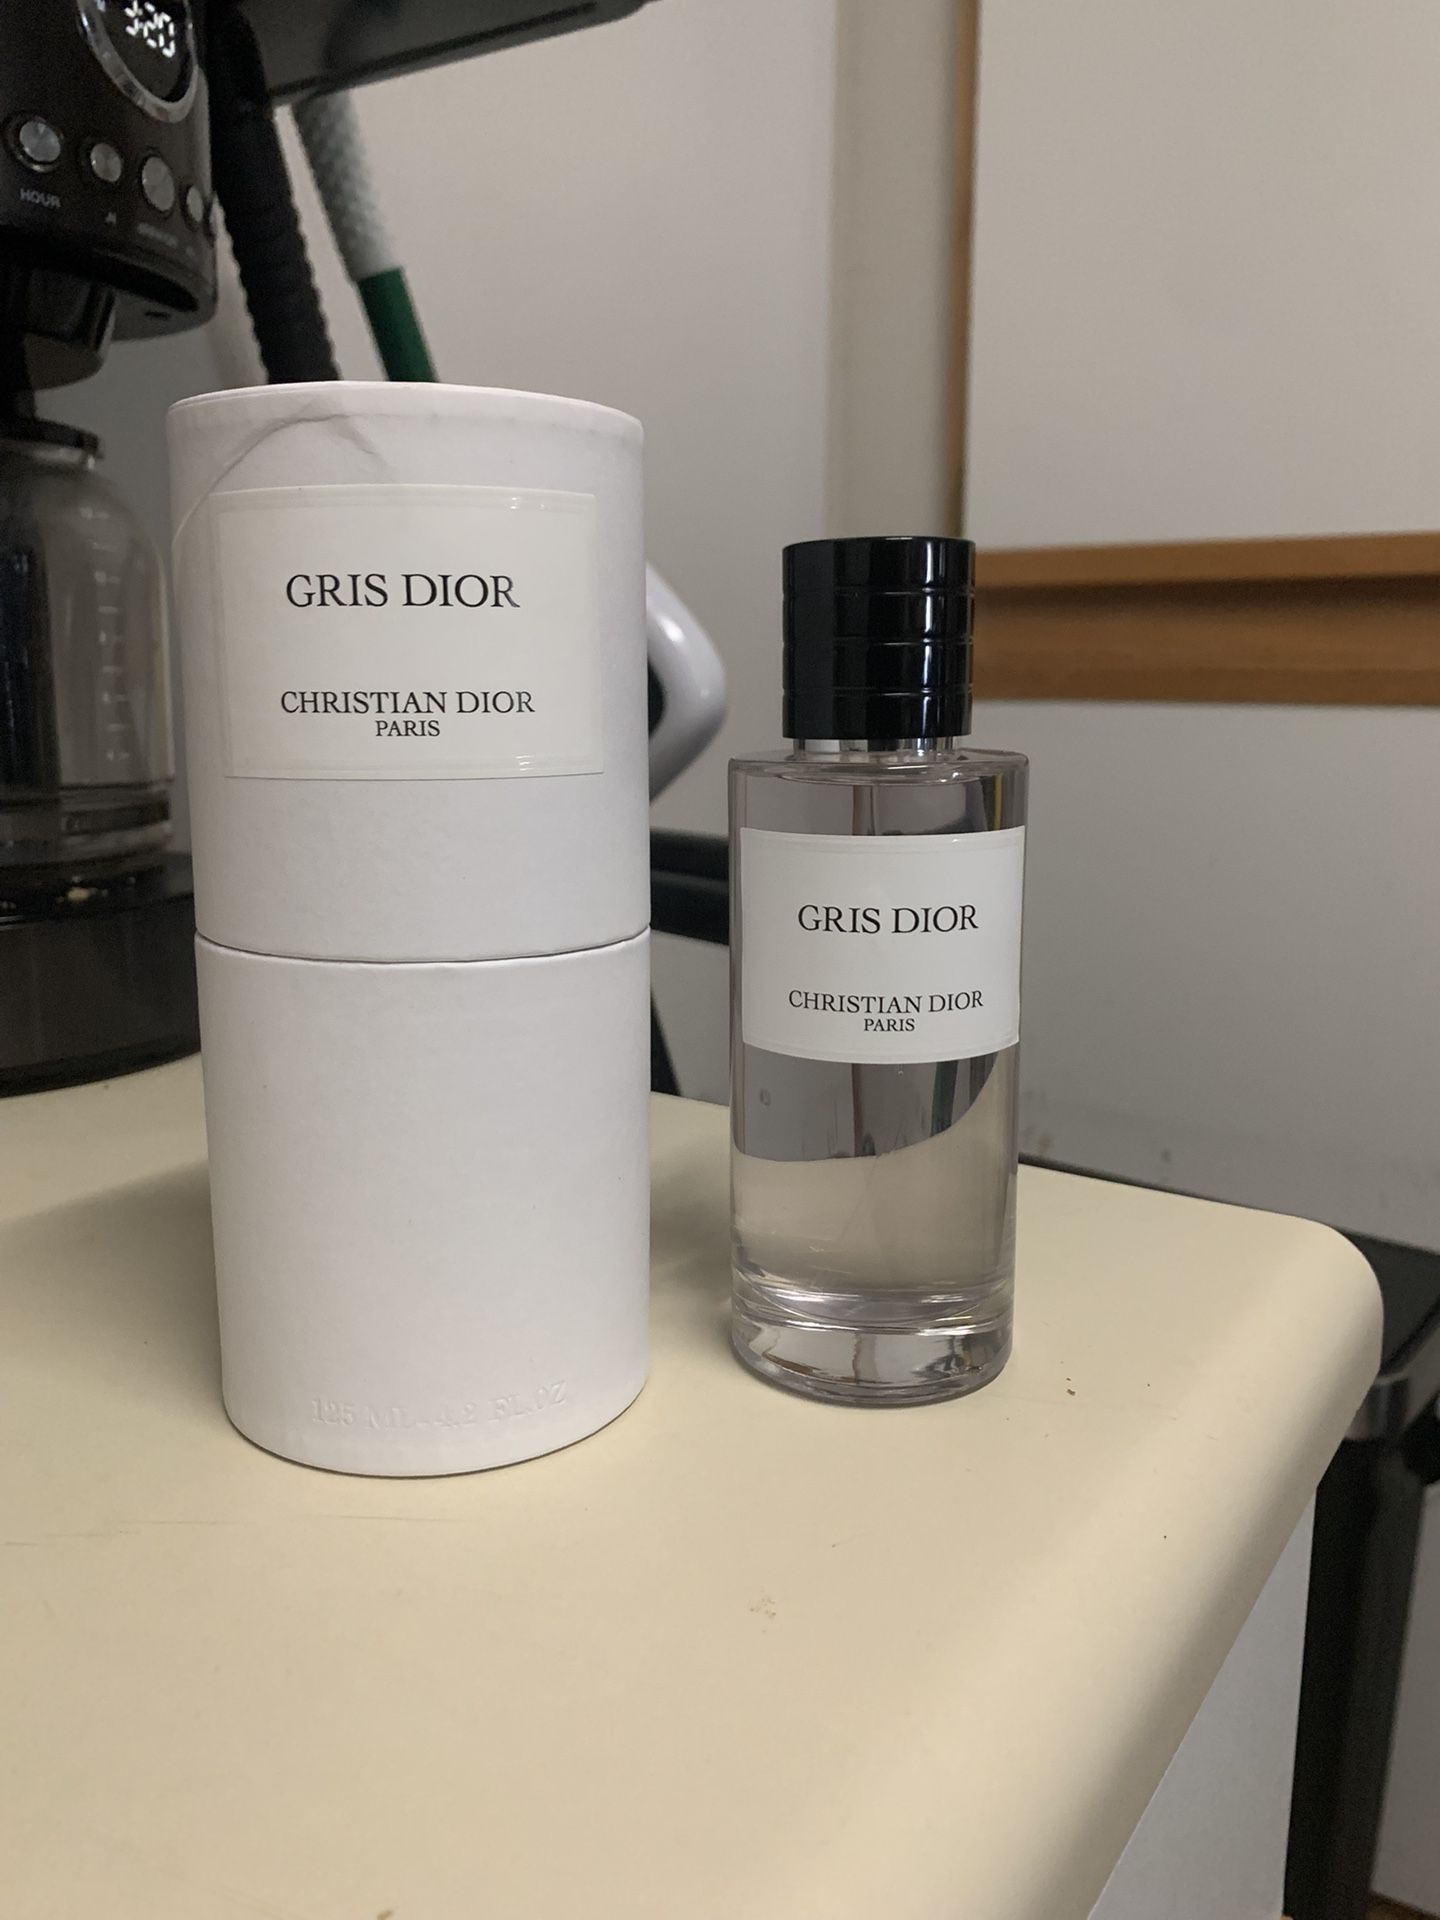 HOUR
GRIS DIOR
CHRISTIAN DIOR
PARIS
125 ML - 4.2 FL.OZ
GRIS DIOR
CHRISTIAN DIOR
PARIS